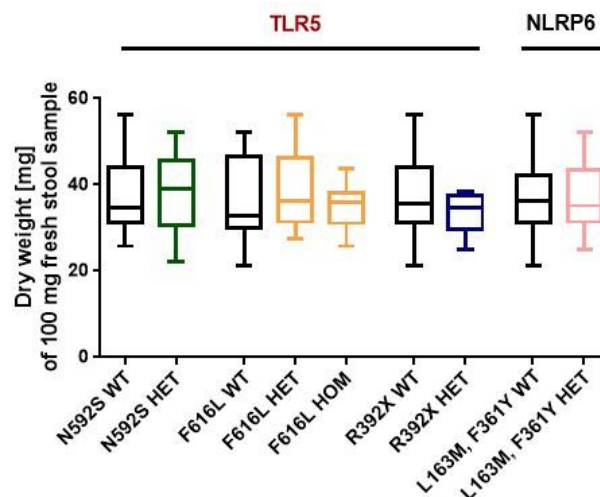 TLR5 NLRP6
Dry weight [mg]
of 100 mg fresh stool sample
60
40
20
0
N592S WT
N592S HET
F616L WT
F616L HET
F616L HOM
R392X WT
R392X HET
L163M, F361Y WT
L163M, F361Y HET